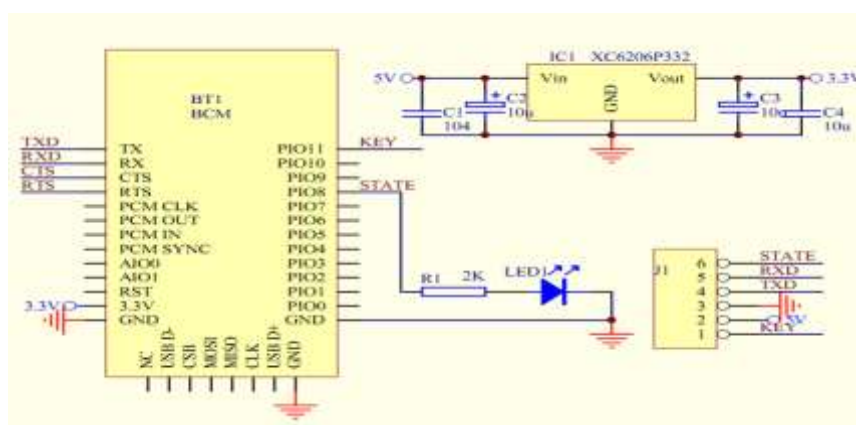 BT1
BCM
TXD
RXD
CTS
RTS
TX
RX
CTS
RTS
PCM CLK
PCM OUT
PCM IN
PCM SYNC
AIO0
AIO1
RST
3.3V
3.3V
GND
PIO11
PIO10
PIO9
PIO8
PIO7
PIO6
PIO5
PIO4
PIO3
PIO2
PIO1
PIO0
GND
KEY
STATE
NC
USB D-
CSB
MOSI
MISO
CLK
USB D+
GND
IC1 XC6206P332
5V
Vin
Vout
GND
3.3V
C1
104
C2
10u
C3
C4
10u
R1 2K
LED1
J1
6 STATE
5 RXD
4 TXD
3
2
1 KEY